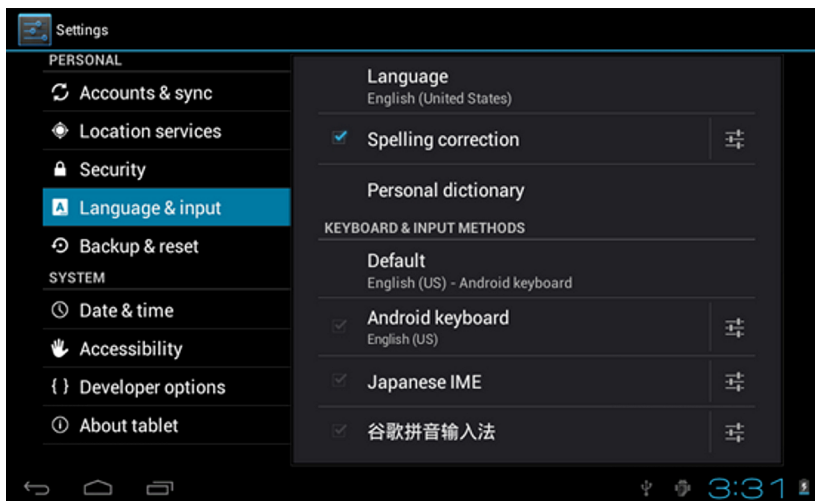 Settings
PERSONAL
Accounts & sync
Location services
Security
Language & input
Backup & reset
SYSTEM
Date & time
Accessibility
{ } Developer options
About tablet
Language
English (United States)
Spelling correction
Personal dictionary
KEYBOARD & INPUT METHODS
Default
English (US) - Android keyboard
Android keyboard
English (US)
Japanese IME
谷歌拼音输入法
3:31